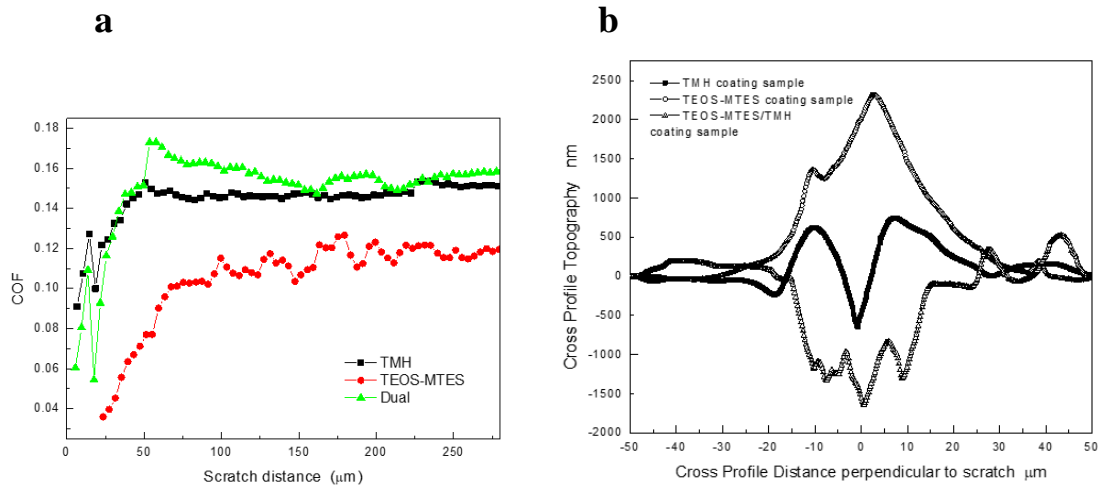 a
0.18
0.16
0.14
0.12
0.10
0.08
0.06
0.04
COF
0 50 100 150 200 250
Scratch distance (μm)
TMH
TEOS-MTES
Dual
b
2500
2000
1500
1000
500
0
-500
-1000
-1500
-2000
Cross Profile Topography nm
TMH coating sample
TEOS-MTES coating sample
TEOS-MTES/TMH
coating sample
-50 -40 -30 -20 -10 0 10 20 30 40 50
Cross Profile Distance perpendicular to scratch μm